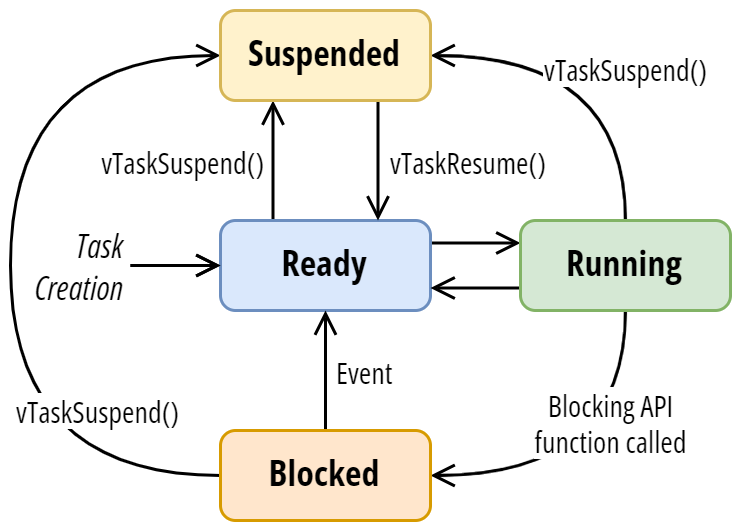 Suspended
vTaskSuspend()
vTaskSuspend()
vTaskResume()
Task
Creation
Ready
Running
Event
vTaskSuspend()
Blocking API
function called
Blocked